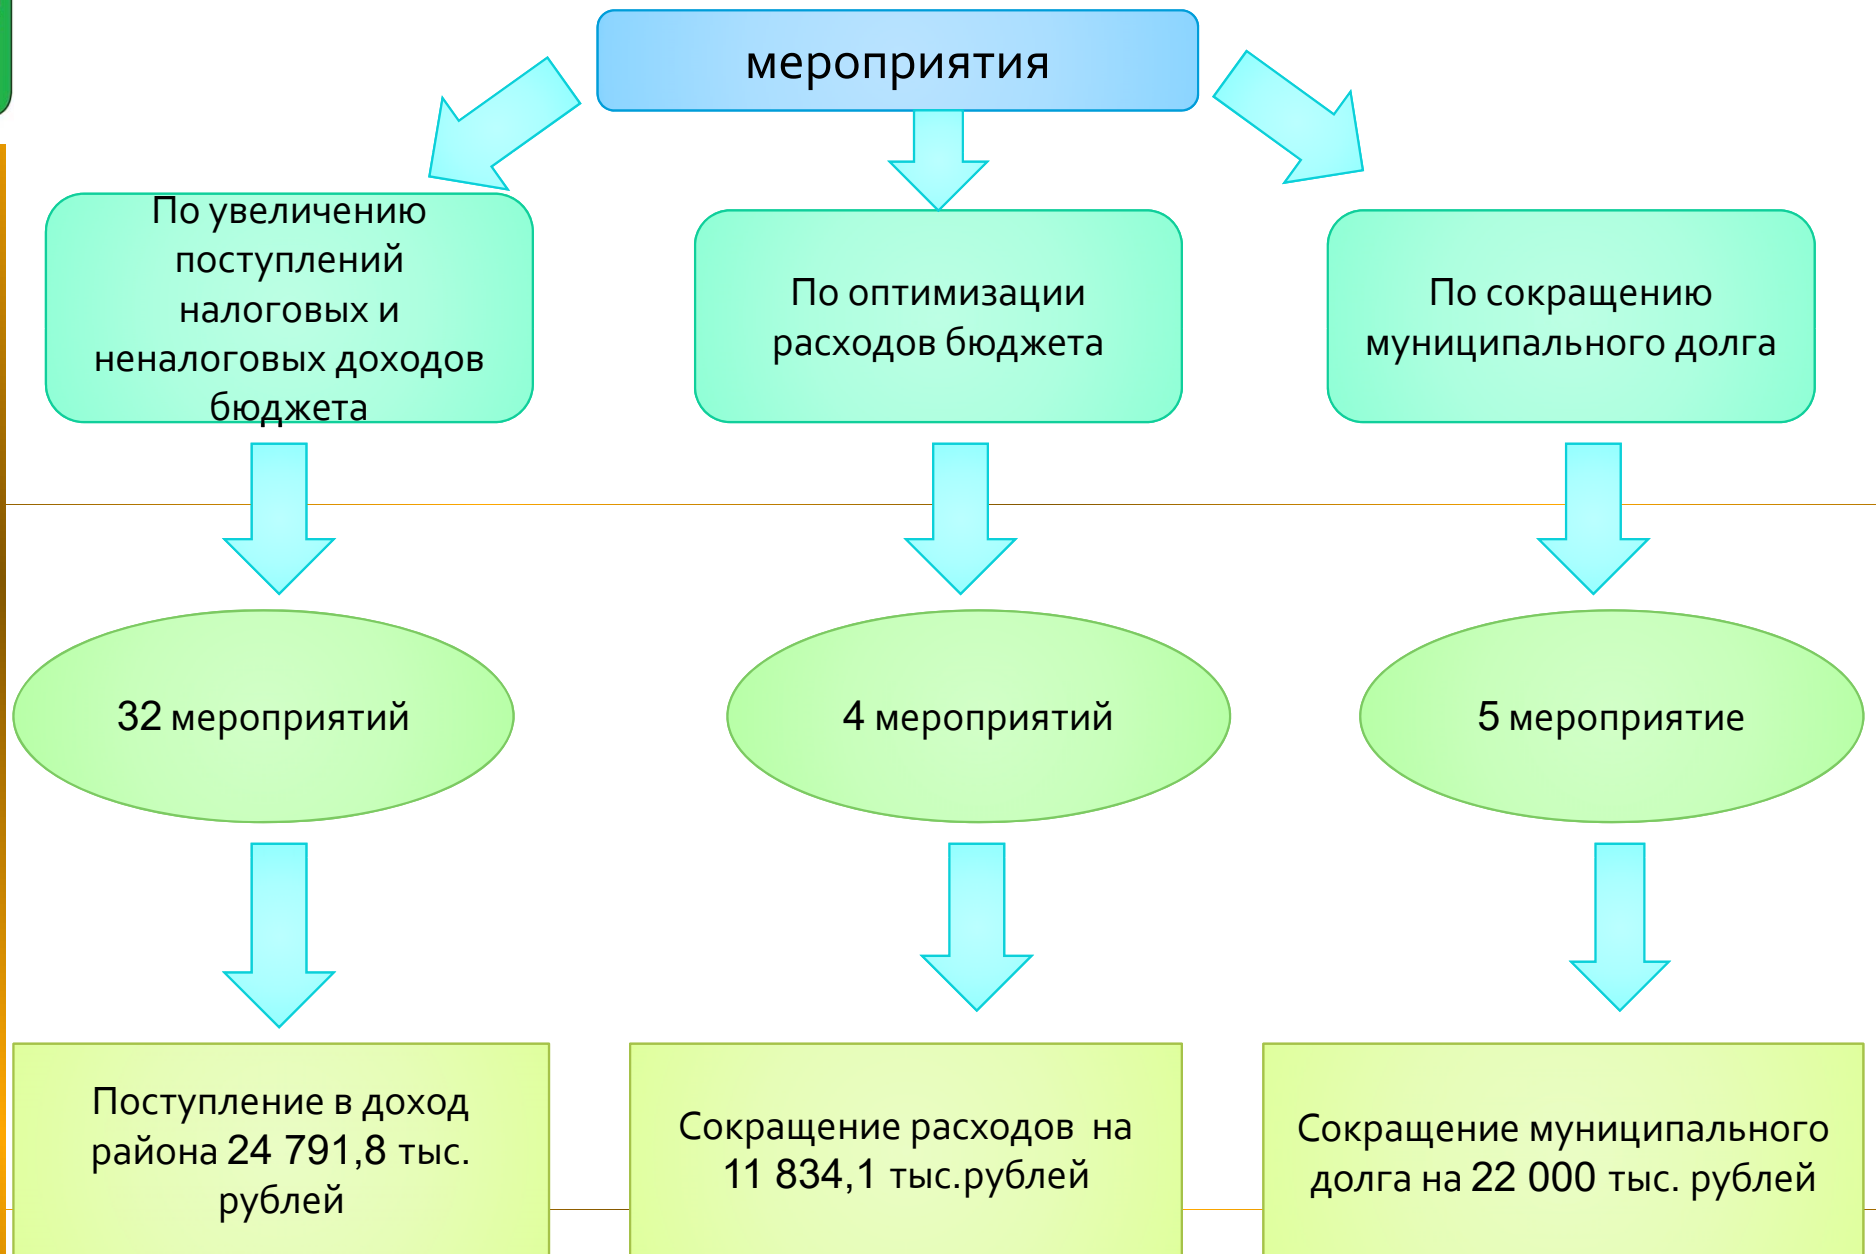 мероприятия
По увеличению
поступлений
налоговых и
неналоговых доходов
бюджета
По оптимизации
расходов бюджета
По сокращению
муниципального долга
32 мероприятий
4 мероприятий
5 мероприятие
Поступление в доход
района 24 791,8 тыс.
рублей
Сокращение расходов на
11 834,1 тыс.рублей
Сокращение муниципального
долга на 22 000 тыс. рублей